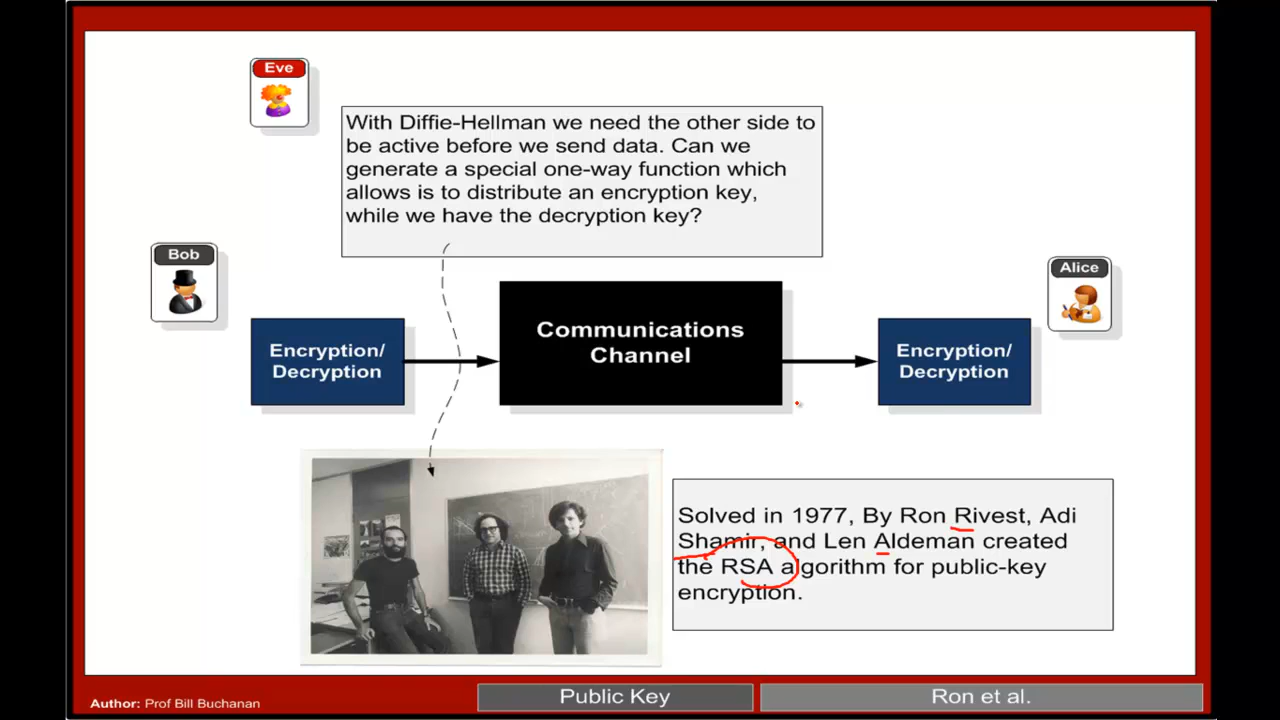 Eve
With Diffie-Hellman we need the other side to
be active before we send data. Can we
generate a special one-way function which
allows is to distribute an encryption key,
while we have the decryption key?
Bob
Alice
Encryption/
Decryption
Communications
Channel
Encryption/
Decryption
Solved in 1977, By Ron Rivest, Adi
Shamir, and Len Aldeman created
the RSA algorithm for public-key
encryption.
Author: Prof Bill Buchanan
Public Key
Ron et al.